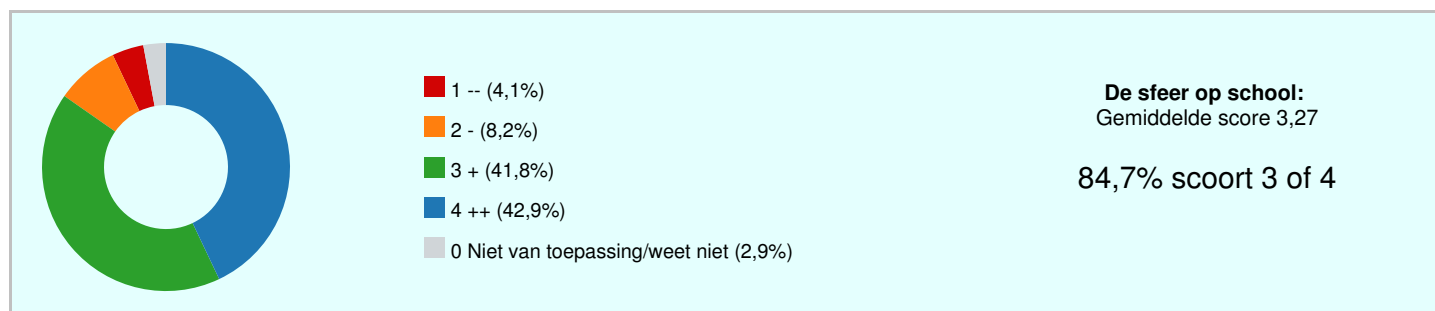 1 -- (4,1%)
2 - (8,2%)
3 + (41,8%)
4 ++ (42,9%)
0 Niet van toepassing/weet niet (2,9%)
De sfeer op school:
Gemiddelde score 3,27
84,7% scoort 3 of 4